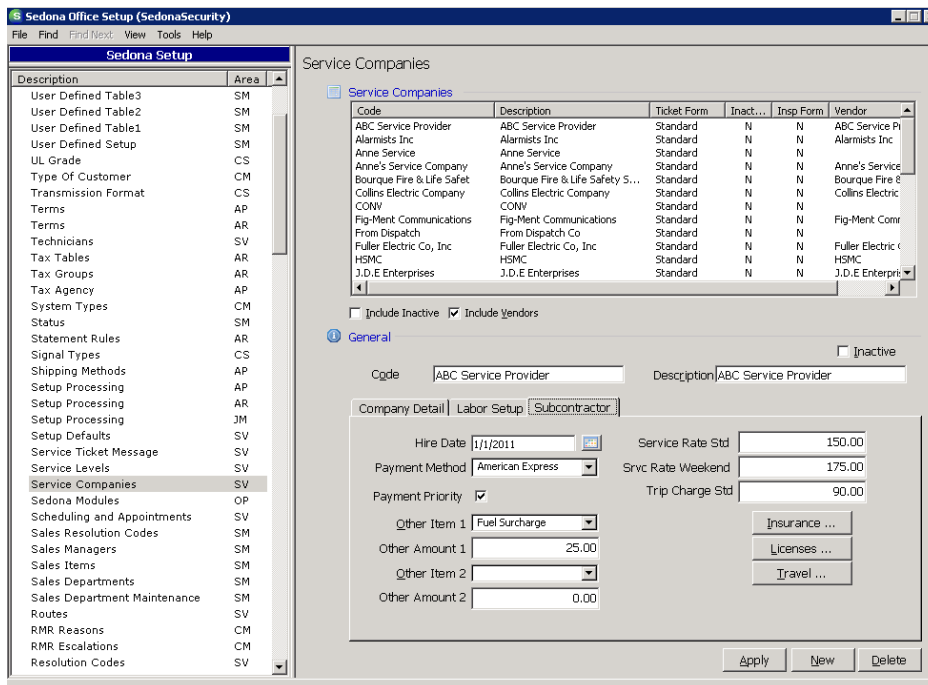 Sedona Office Setup (SedonaSecurity)
File Find Find Next View Tools Help
Sedona Setup
Description Area
User Defined Table3 SM
User Defined Table2 SM
User Defined Table1 SM
User Defined Setup SM
UL Grade CS
Type Of Customer CM
Transmission Format CS
Terms AP
Terms AR
Technicians SV
Tax Tables AR
Tax Groups AR
Tax Agency AP
System Types CM
Status SM
Statement Rules AR
Signal Types CS
Shipping Methods AP
Setup Processing AP
Setup Processing AR
Setup Processing JM
Setup Defaults SV
Service Ticket Message SV
Service Levels SV
Service Companies SV
Sedona Modules OP
Scheduling and Appointments SV
Sales Resolution Codes SM
Sales Managers SM
Sales Items SM
Sales Departments SM
Sales Department Maintenance SM
Routes SV
RMR Reasons CM
RMR Escalations CM
Resolution Codes SV
Service Companies
Service Companies
Code Description Ticket Form Inact... Insp Form Vendor
ABC Service Provider ABC Service Provider Standard N N ABC Service Pr
Alarmists Inc Alarmists Inc Standard N N Alarmists Inc
Anne Service Anne Service Standard N N
Anne's Service Company Anne's Service Company Standard N N Anne's Service
Bourque Fire & Life Safet Bourque Fire & Life Safety S... Standard N N Bourque Fire &
Collins Electric Company Collins Electric Company Standard N N Collins Electric
CONV CONV Standard N N
Fig-Ment Communications Fig-Ment Communications Standard N N Fig-Ment Comm
From Dispatch From Dispatch Co Standard N N
Fuller Electric Co, Inc Fuller Electric Co, Inc Standard N N Fuller Electric
HSMC HSMC Standard N N HSMC
J.D.E Enterprises J.D.E Enterprises Standard N N J.D.E Enterpris
Include Inactive Include Vendors
General
Inactive
Code ABC Service Provider Description ABC Service Provider
Company Detail Labor Setup Subcontractor
Hire Date 1/1/2011 Service Rate Std 150.00
Payment Method American Express Srvc Rate Weekend 175.00
Payment Priority Trip Charge Std 90.00
Other Item 1 Fuel Surcharge Insurance ...
Other Amount 1 25.00 Licenses ...
Other Item 2 Travel ...
Other Amount 2 0.00
Apply New Delete